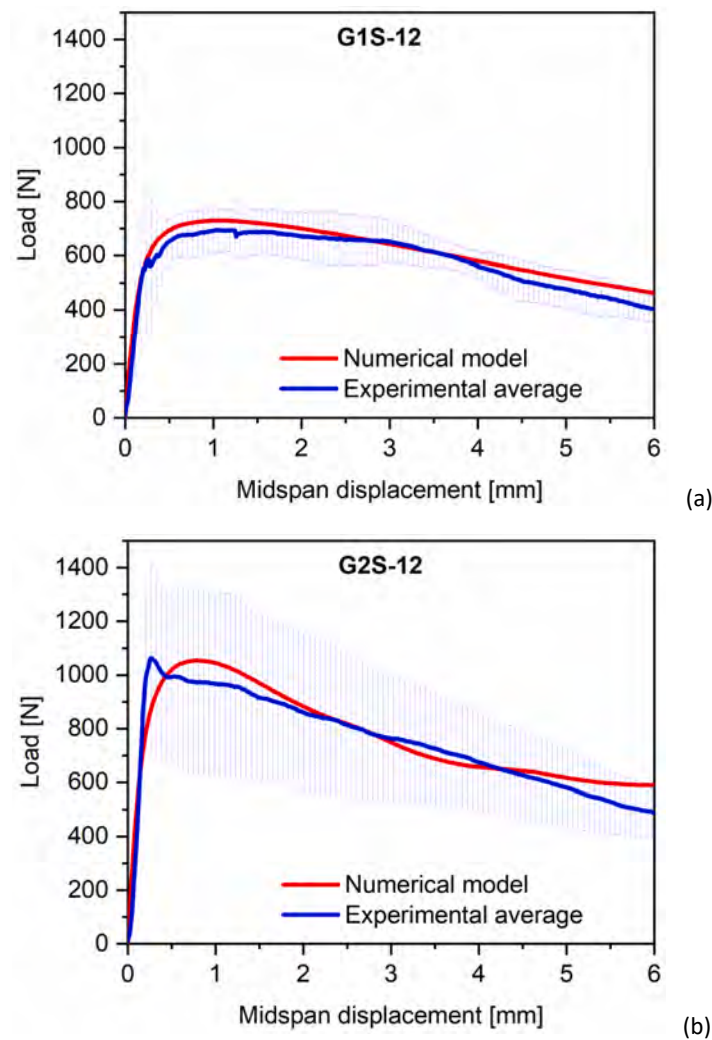 G1S-12
1400
1200
1000
800
600
400
200
0
Load [N]
Numerical model
Experimental average
0 1 2 3 4 5 6
Midspan displacement [mm]
(a)
G2S-12
1400
1200
1000
800
600
400
200
0
Load [N]
Numerical model
Experimental average
0 1 2 3 4 5 6
Midspan displacement [mm]
(b)